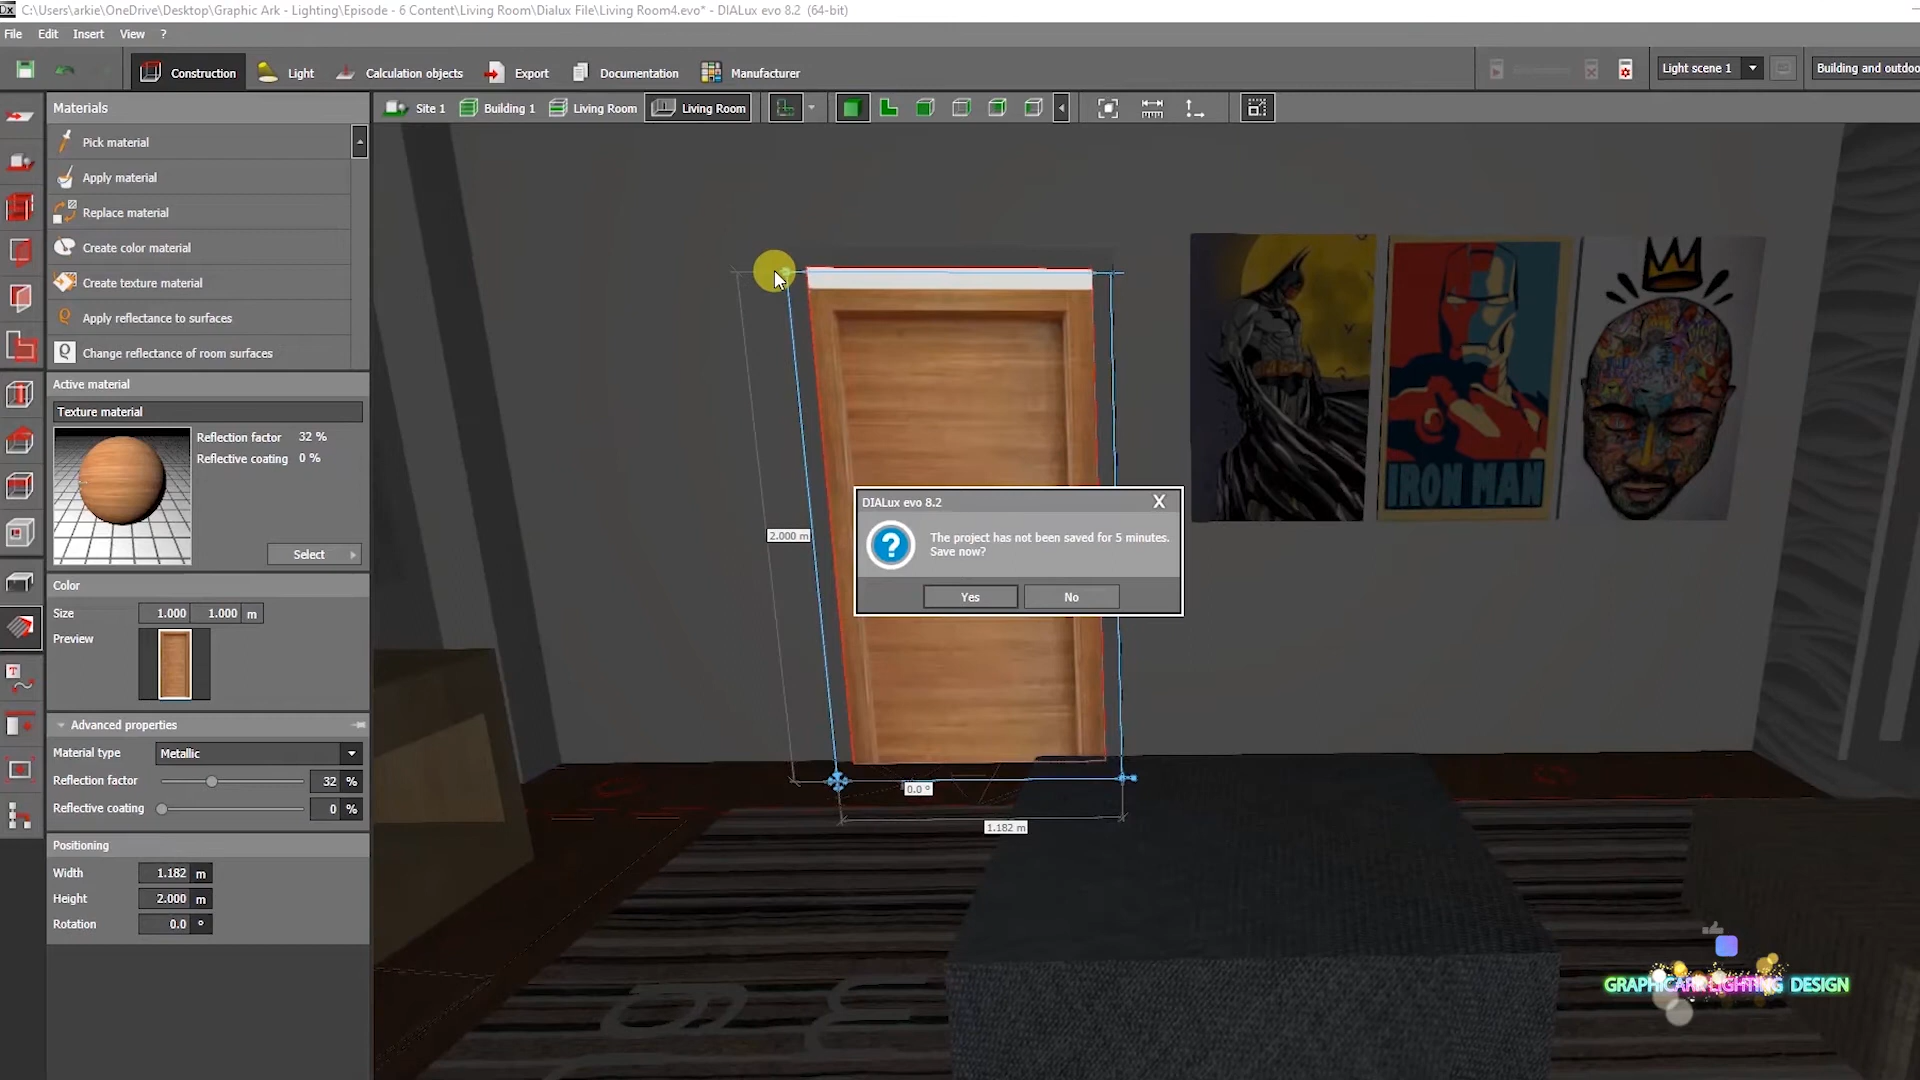 C:\Users\arkie\OneDrive\Desktop\Graphic Ark - Lighting\Episode - 6 Content\Living Room\Dialux File\Living Room4.evo* - DIALux evo 8.2 (64-bit)
File Edit Insert View ?
Construction Light Calculation objects Export Documentation Manufacturer
Light scene 1 Building and outdoo
Materials
Site 1 Building 1 Living Room Living Room
Pick material
Apply material
Replace material
Create color material
Create texture material
Apply reflectance to surfaces
Change reflectance of room surfaces
Active material
Texture material
Reflection factor 32 %
Reflective coating 0 %
Select
Color
Size 1.000 1.000 m
Preview
Advanced properties
Material type Metallic
Reflection factor 32 %
Reflective coating 0 %
Positioning
Width 1.182 m
Height 2.000 m
Rotation 0.0 °
IRON MAN
2.000 m
DIALux evo 8.2 X
The project has not been saved for 5 minutes.
Save now?
Yes No
0.0 °
1.182 m
GRAPHICARK LIGHTING DESIGN